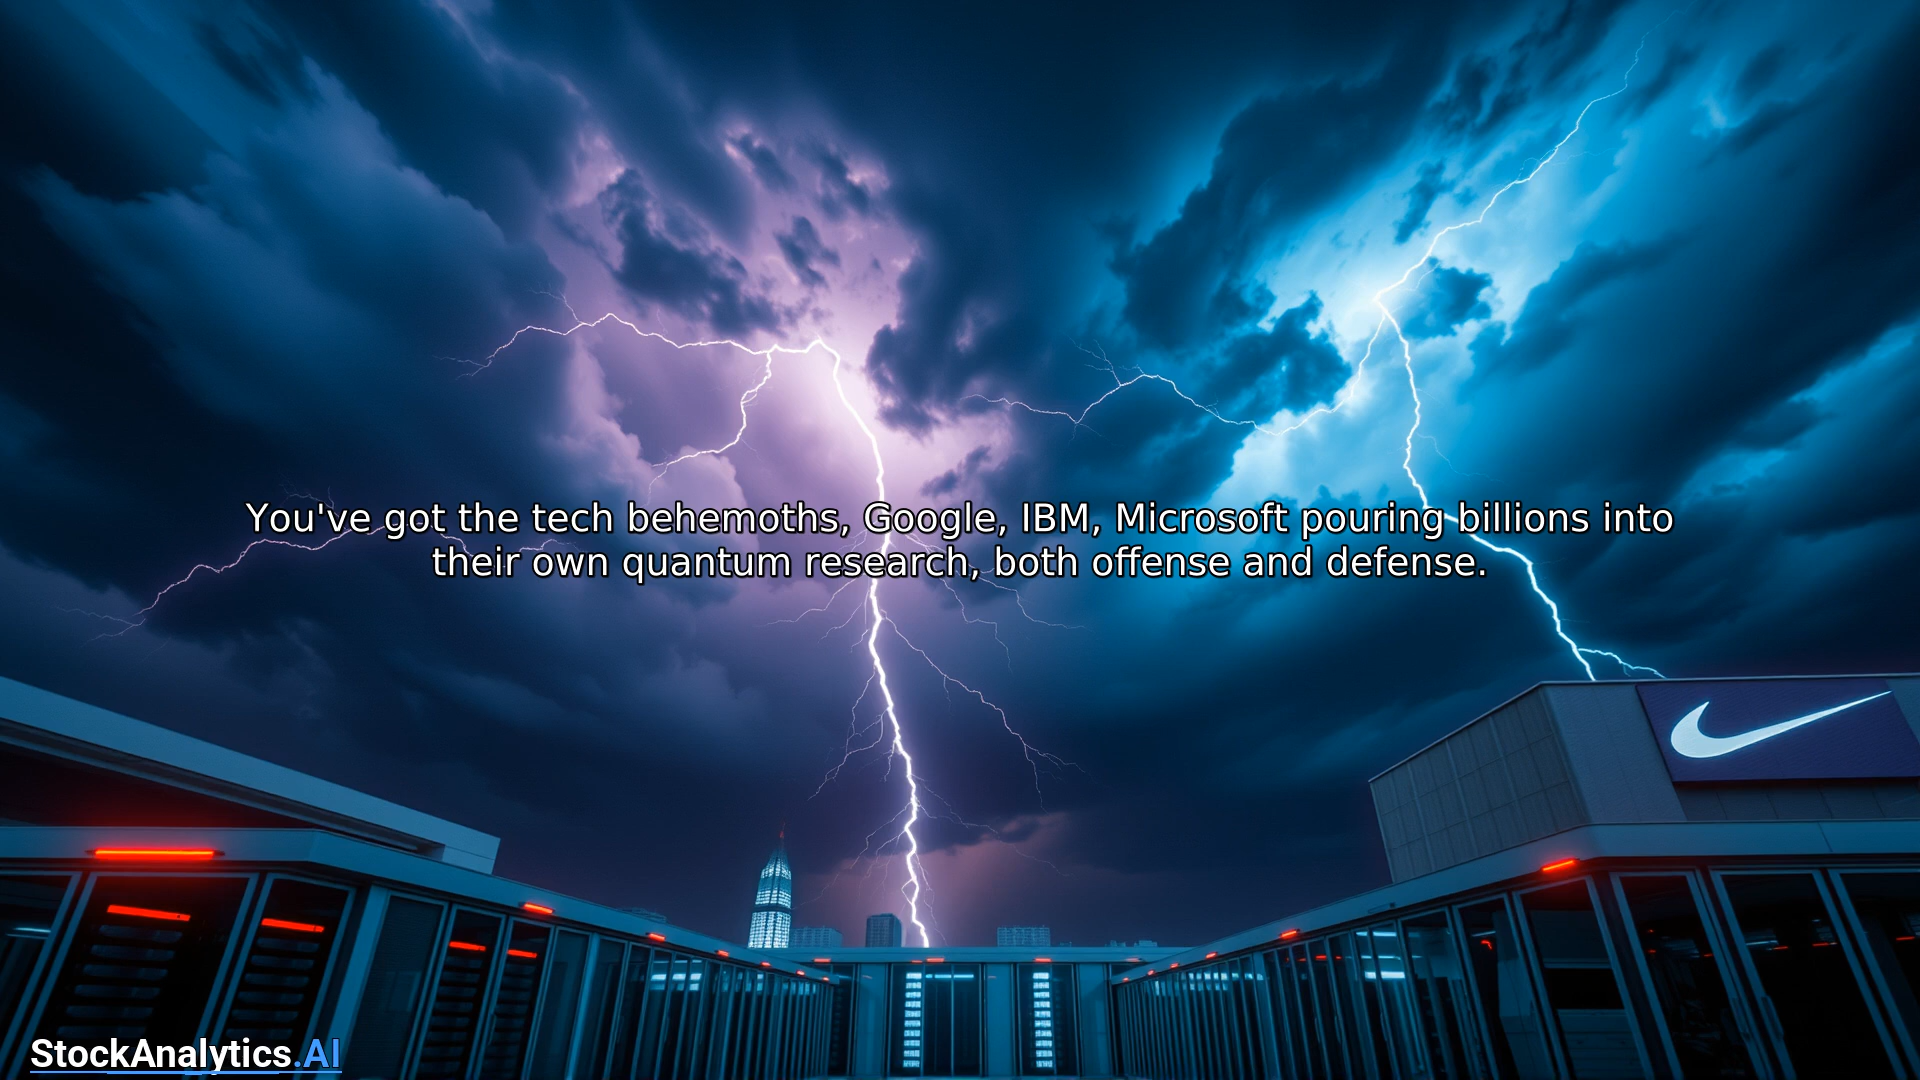 You've got the tech behemoths, Google, IBM, Microsoft pouring billions into
their own quantum research, both offense and defense.
StockAnalytics.AI